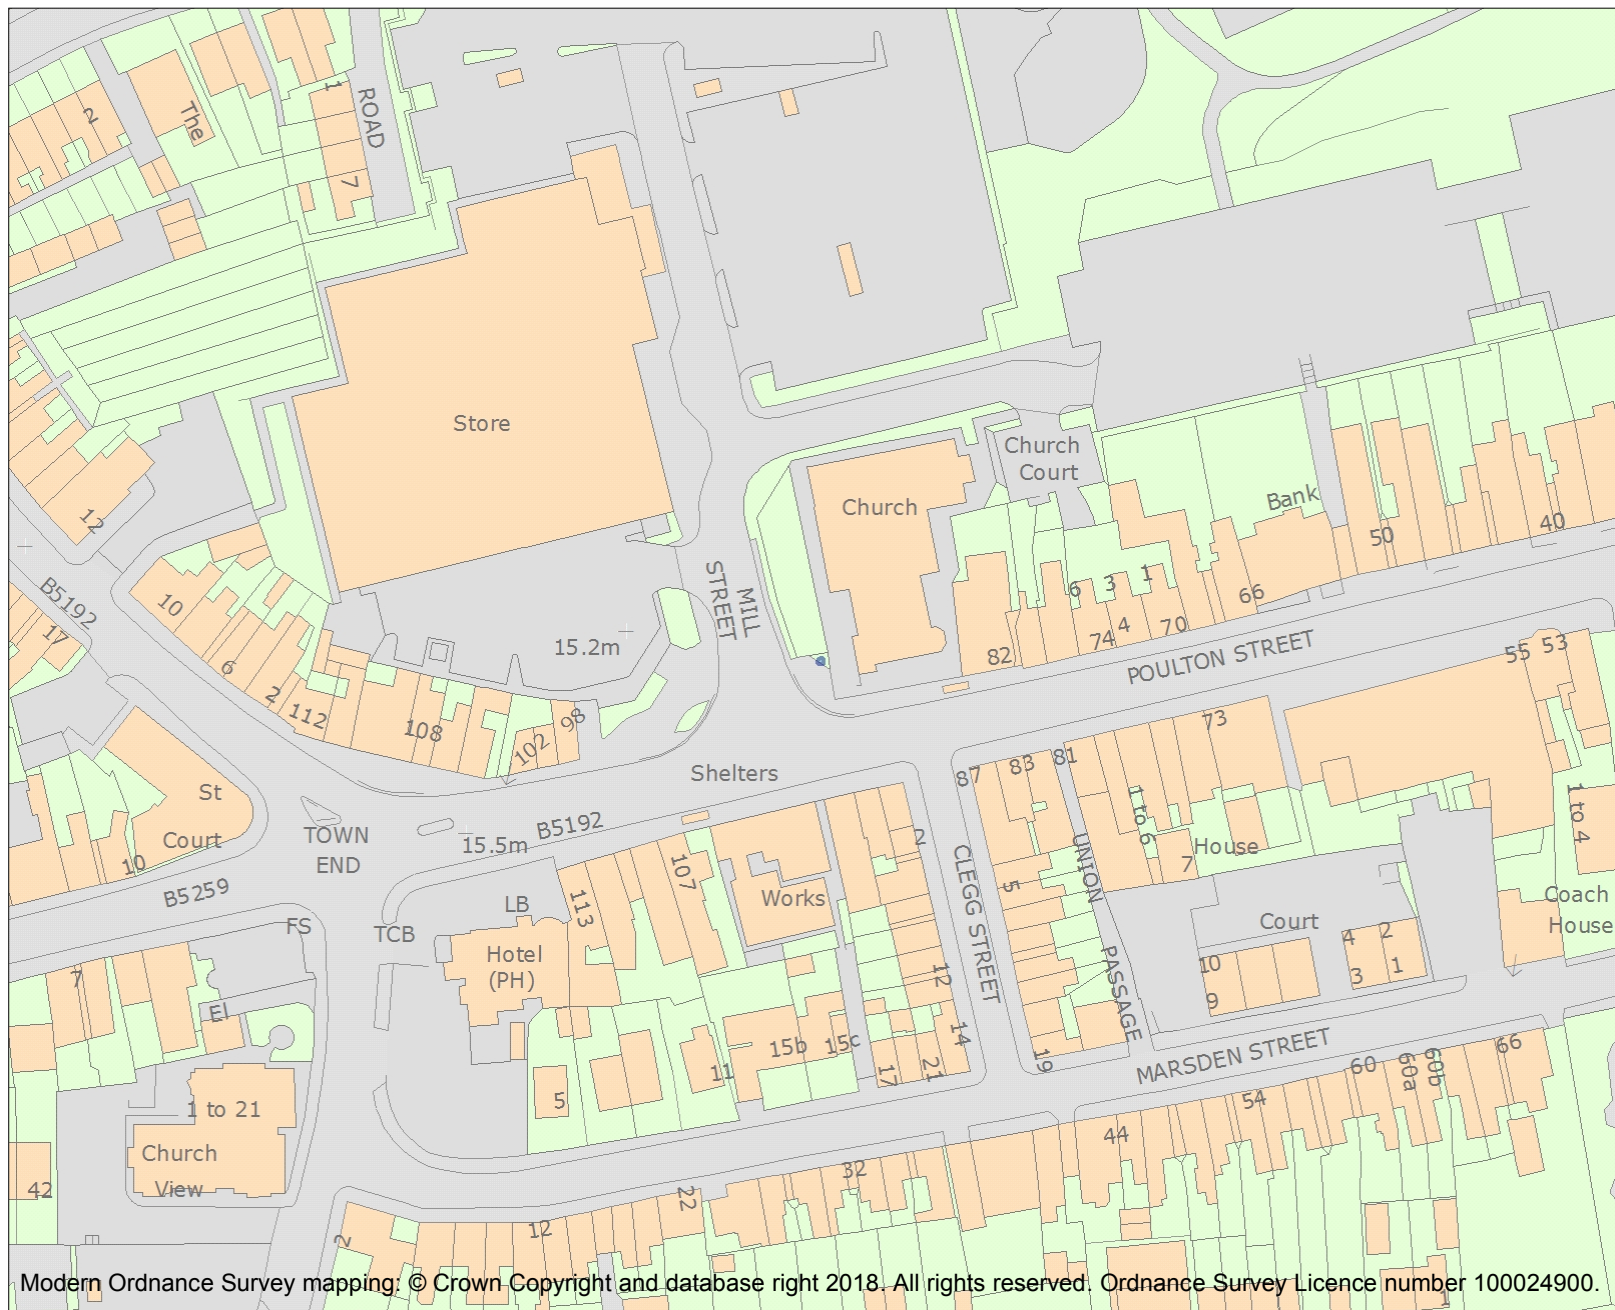 2
The
1
ROAD
7
Store
Church
Court
Church
Bank
50
40
12
B5192
17
10
6
2
112
108
102
98
15.2m
MILL
STREET
82
6
3
1
74
4
70
66
POULTON STREET
55
53
73
81
83
87
Shelters
B5192
15.5m
TOWN
END
St
Court
10
B5259
FS
TCB
LB
Hotel
(PH)
113
107
Works
2
CLEGG STREET
5
UNION
PASSAGE
1 to 6
7
House
1 to 4
Coach
House
Court
4
2
3
1
10
9
12
14
19
7
El
1 to 21
Church
View
42
5
11
15b
15c
17
21
MARSDEN STREET
44
54
60
60a
60b
66
32
22
12
2
1
Modern Ordnance Survey mapping: © Crown Copyright and database right 2018. All rights reserved. Ordnance Survey Licence number 100024900.